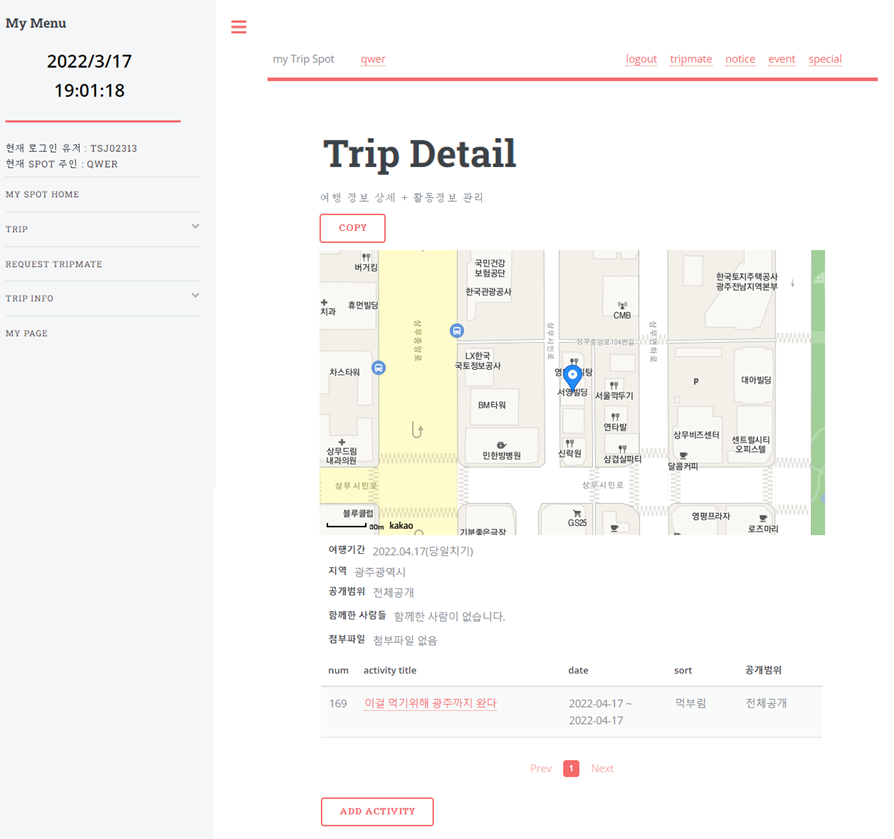 My Menu
2022/3/17
19:01:18
현재 로그인 유저 : TSJ02313
현재 SPOT 주인 : QWER
MY SPOT HOME
TRIP
REQUEST TRIPMATE
TRIP INFO
MY PAGE
my Trip Spot qwer logout tripmate notice event special
Trip Detail
여행 정보 상세 + 활동정보 관리
COPY
버거킹
국민건강
보험공단
한국관광공사
한국토지주택공사
광주전남지역본부
치과
휴먼빌딩
CMB
상무중앙로
상무시민로
상무연하로
상무중앙로104번길
LX한국
국토정보공사
차스타워
서영빌딩
서울깍두기
P
대아빌딩
BM타워
연타발
상무비즈센터
센트럴시티
오피스텔
상무드림
내과의원
민한방병원
신락원
삼겹살파티
달콤커피
상무시민로
상무시민로
블루클럽
30m kakao
기분좋은극장
GS25
영평프라자
로즈마리
여행기간 2022.04.17(당일치기)
지역 광주광역시
공개범위 전체공개
함께한 사람들 함께한 사람이 없습니다.
첨부파일 첨부파일 없음
num activity title date sort 공개범위
169 이걸 먹기위해 광주까지 왔다 2022-04-17 ~ 먹부림 전체공개
2022-04-17
Prev 1 Next
ADD ACTIVITY